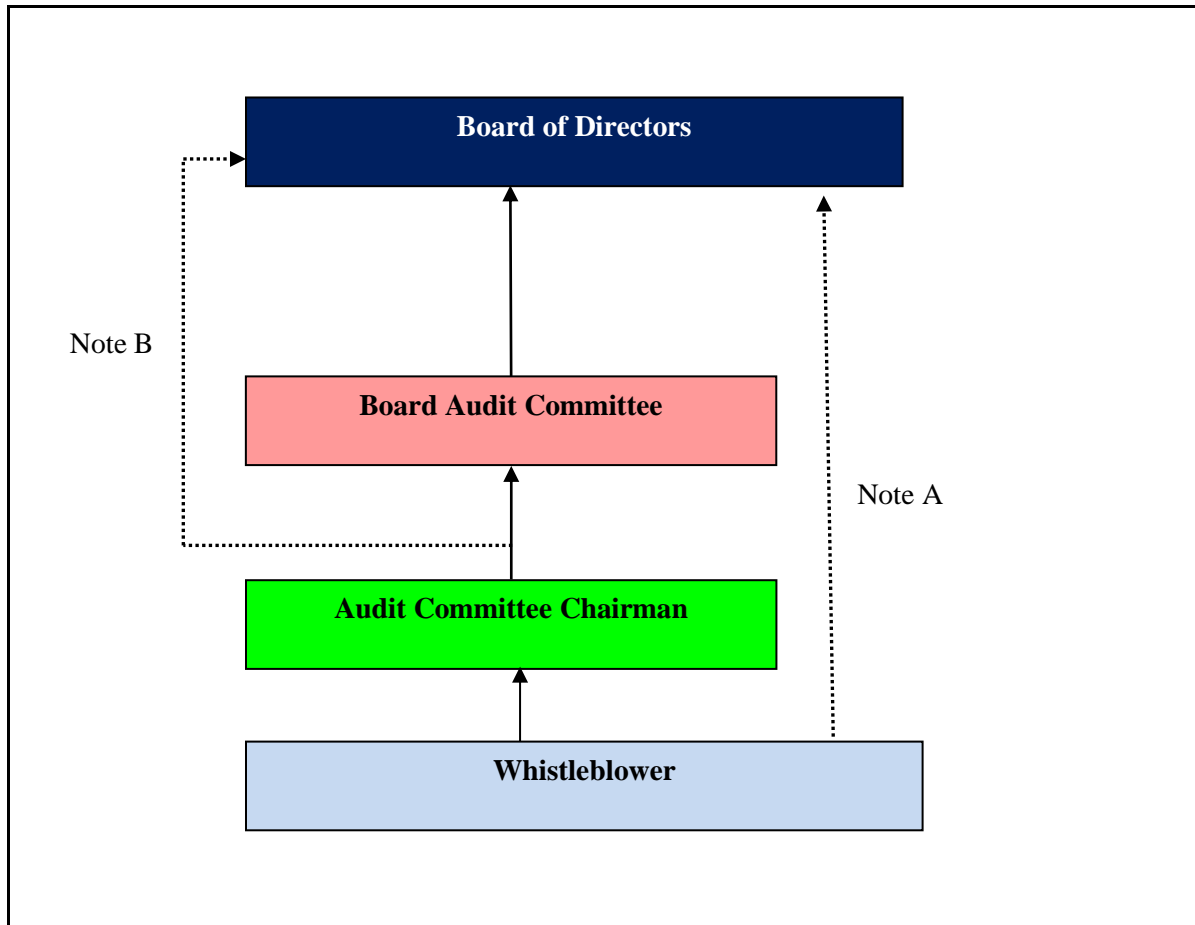 Board of Directors
Note B
Board Audit Committee
Note A
Audit Committee Chairman
Whistleblower